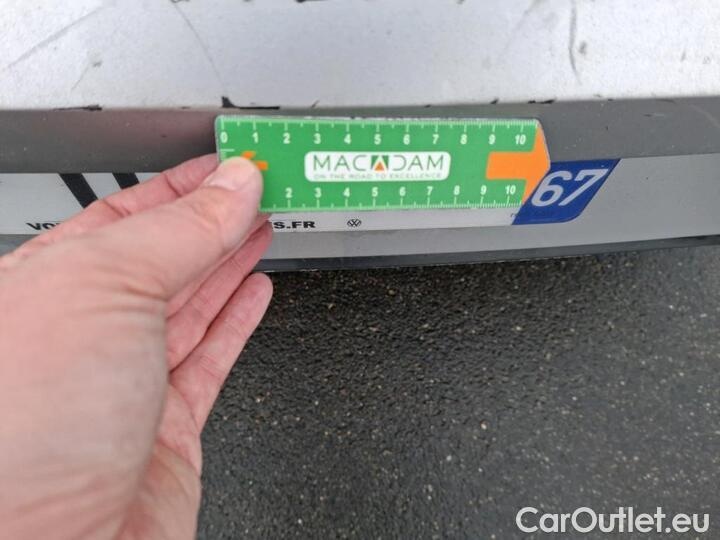 0 1 2 3 4 5 6 7 8 9 10
MACADAM
ON THE ROAD TO EXCELLENCE
2 3 4 5 6 7 8 9 10
67
VO S.FR
CarOutlet.eu